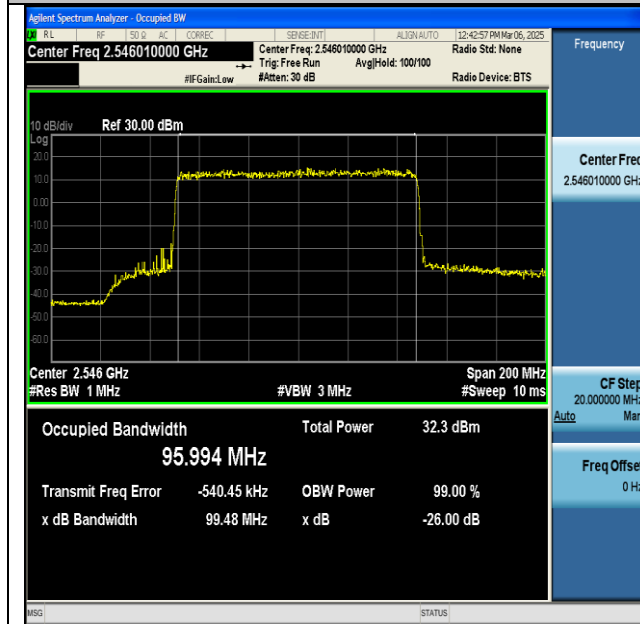 Agilent Spectrum Analyzer - Occupied BW
RL RF 50 Ω AC CORREC SENSE:INT ALIGN AUTO 12:42:57 PM Mar 06, 2025
Center Freq 2.546010000 GHz
Center Freq: 2.546010000 GHz Radio Std: None
Trig: Free Run Avg|Hold: 100/100
#IFGain:Low #Atten: 30 dB Radio Device: BTS
10 dB/div Ref 30.00 dBm
Log
20.0
10.0
0.00
-10.0
-20.0
-30.0
-40.0
-50.0
-60.0
Center 2.546 GHz Span 200 MHz
#Res BW 1 MHz #VBW 3 MHz #Sweep 10 ms
Occupied Bandwidth Total Power 32.3 dBm
95.994 MHz
Transmit Freq Error -540.45 kHz OBW Power 99.00 %
x dB Bandwidth 99.48 MHz x dB -26.00 dB
MSG STATUS
Frequency
Center Freq
2.546010000 GHz
CF Step
20.000000 MHz
Auto Man
Freq Offset
0 Hz